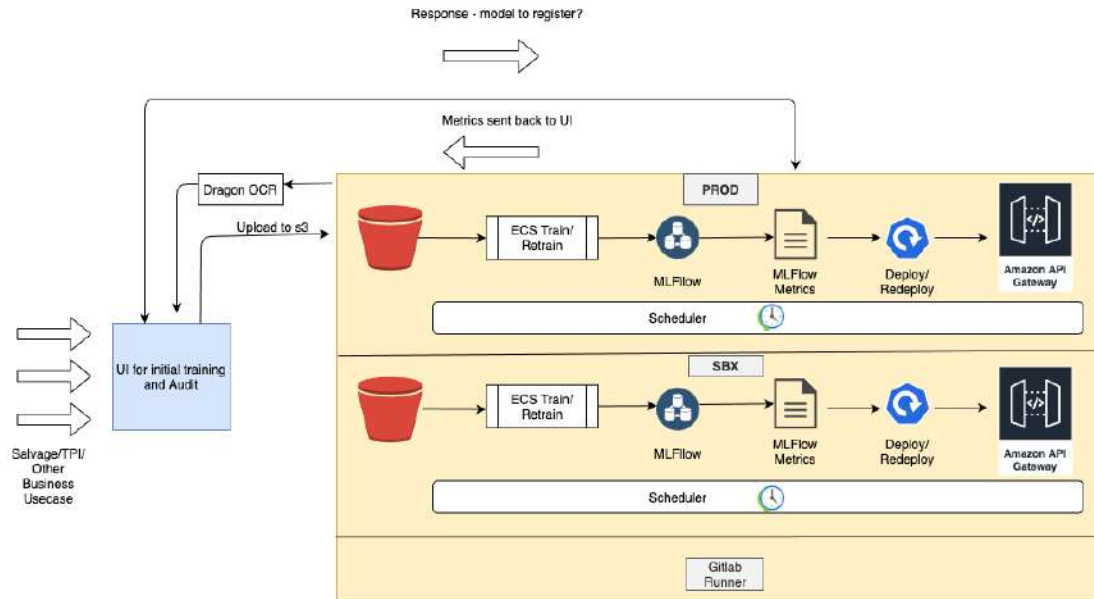 Response - model to register?
Metrics sent back to UI
Dragon OCR
Upload to s3
PROD
ECS Train/
Retrain
MLFllow
MLFlow
Metrics
Deploy/
Redeploy
Amazon API
Gateway
Scheduler
UI for initial training
and Audit
Salvage/TPI/
Other
Business
Usecase
SBX
ECS Train/
Retrain
MLFllow
MLFlow
Metrics
Deploy/
Redeploy
Amazon API
Gateway
Scheduler
Gitlab
Runner